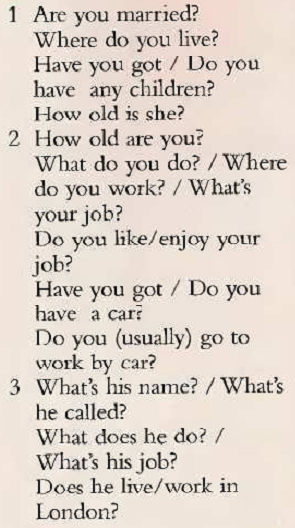 1 Are you married?
Where do you live?
Have you got / Do you
have any children?
How old is she?
2 How old are you?
What do you do? / Where
do you work? / What's
your job?
Do you like/enjoy your
job?
Have you got / Do you
have a car?
Do you (usually) go to
work by car?
3 What's his name? / What's
he called?
What does he do? /
What's his job?
Does he live/work in
London?